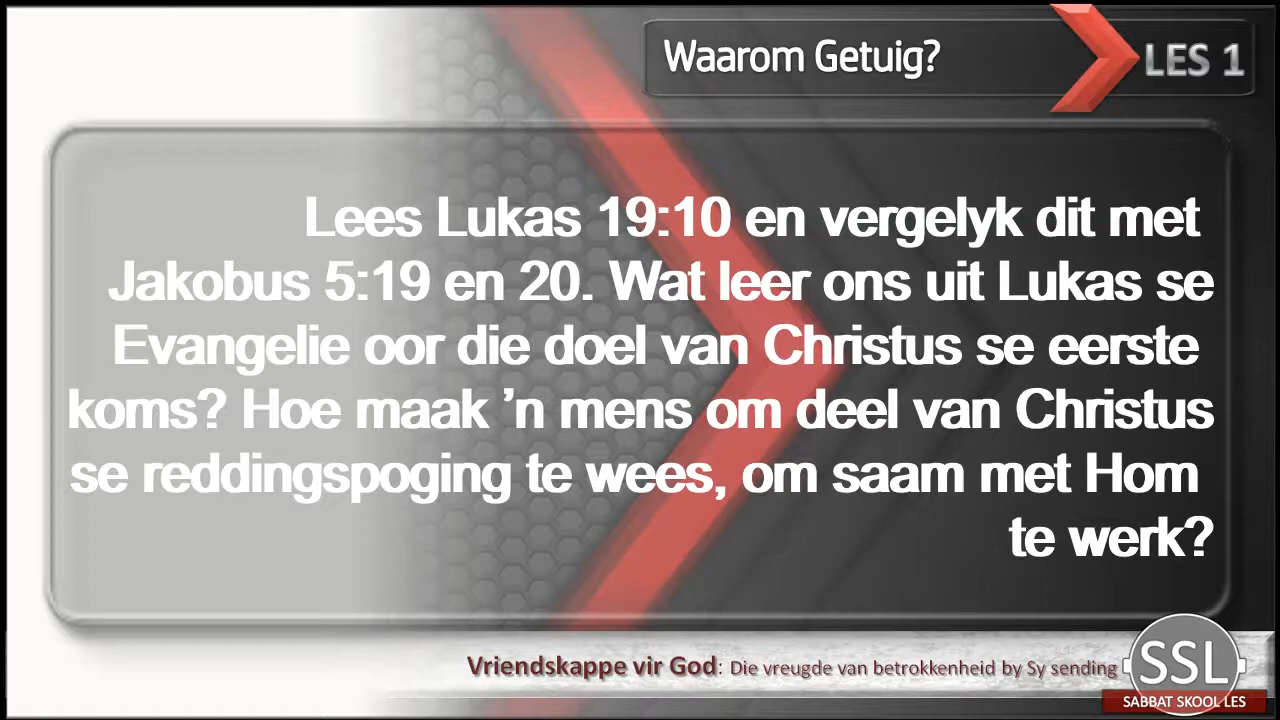 Waarom Getuig?
LES 1
Lees Lukas 19:10 en vergelyk dit met
Jakobus 5:19 en 20. Wat leer ons uit Lukas se
Evangelie oor die doel van Christus se eerste
koms? Hoe maak ’n mens om deel van Christus
se reddingspoging te wees, om saam met Hom
te werk?
Vriendskappe vir God: Die vreugde van betrokkenheid by Sy sending
SSL
SABBAT SKOOL LES